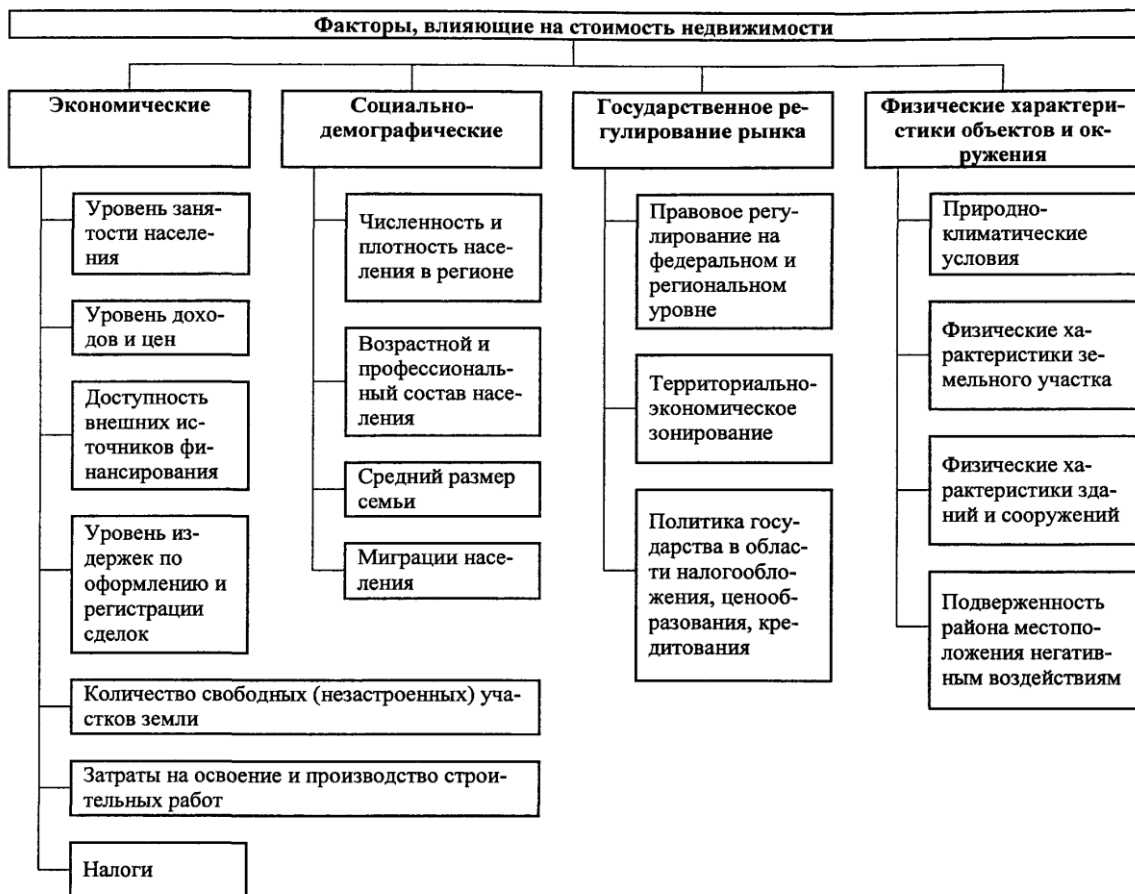 Факторы, влияющие на стоимость недвижимости
Экономические
Социально-
демографические
Государственное ре-
гулирование рынка
Физические характери-
стики объектов и ок-
ружения
Уровень заня-
тости населе-
ния
Уровень дохо-
дов и цен
Доступность
внешних ис-
точников фи-
нансирования
Уровень из-
держек по
оформлению и
регистрации
сделок
Количество свободных (незастроенных) уча-
стков земли
Затраты на освоение и производство строи-
тельных работ
Налоги
Численность и
плотность насе-
ления в регионе
Возрастной и
профессиональ-
ный состав насе-
ления
Средний размер
семьи
Миграции насе-
ления
Правовое регу-
лирование на
федеральном и
региональном
уровне
Территориально-
экономическое
зонирование
Политика госу-
дарства в облас-
ти налогообло-
жения, ценооб-
разования, кре-
дитования
Природно-
климатические
условия
Физические ха-
рактеристики зе-
мельного участка
Физические ха-
рактеристики зда-
ний и сооружений
Подверженность
района местопо-
ложения негатив-
ным воздействиям